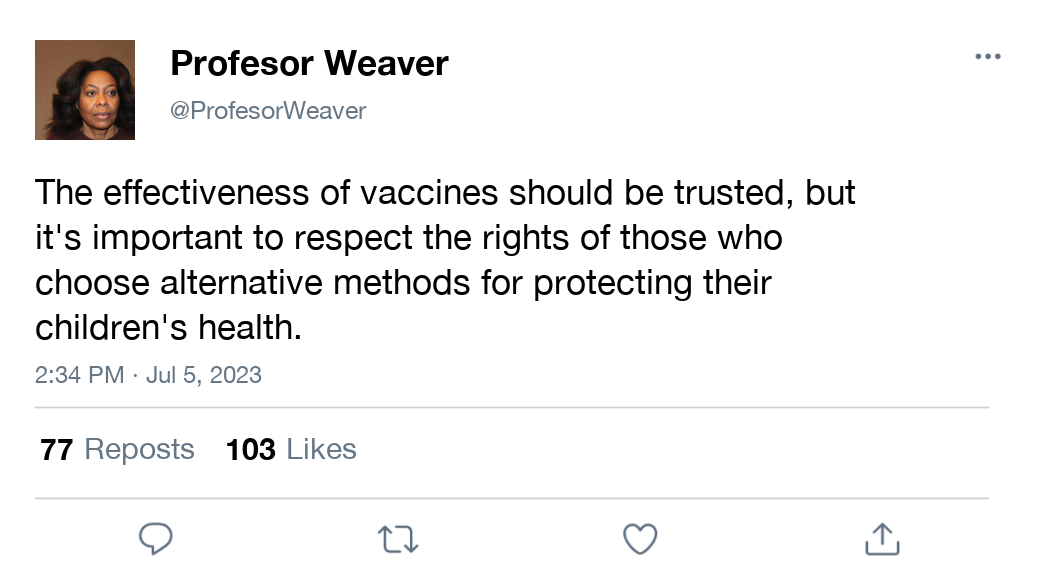 Profesor Weaver
@ProfesorWeaver
The effectiveness of vaccines should be trusted, but
it's important to respect the rights of those who
choose alternative methods for protecting their
children's health.
2:34 PM · Jul 5, 2023
77 Reposts 103 Likes